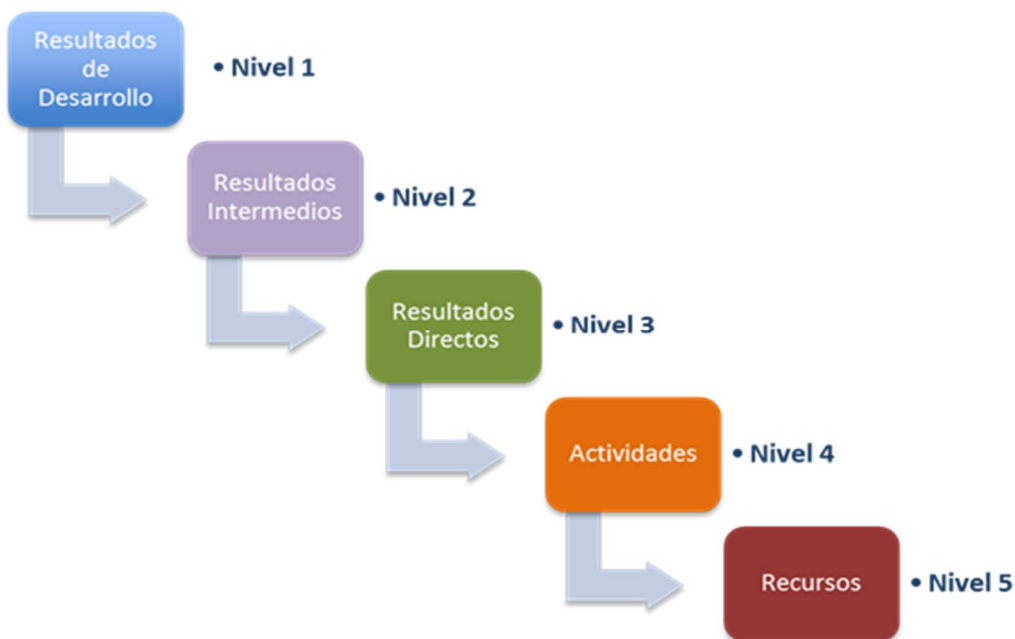 Resultados
de
Desarrollo
• Nivel 1
Resultados
Intermedios
• Nivel 2
Resultados
Directos
• Nivel 3
Actividades
• Nivel 4
Recursos
• Nivel 5